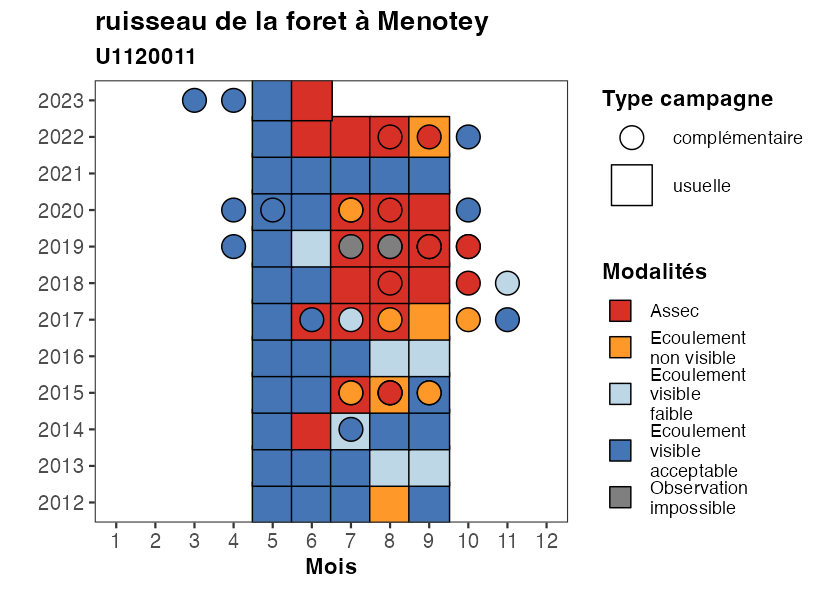 ruisseau de la foret à Menotey
U1120011
2023
2022
2021
2020
2019
2018
2017
2016
2015
2014
2013
2012
1 2 3 4 5 6 7 8 9 10 11 12
Mois
Type campagne
complémentaire
usuelle
Modalités
Assec
Ecoulement
non visible
Ecoulement
visible
faible
Ecoulement
visible
acceptable
Observation
impossible